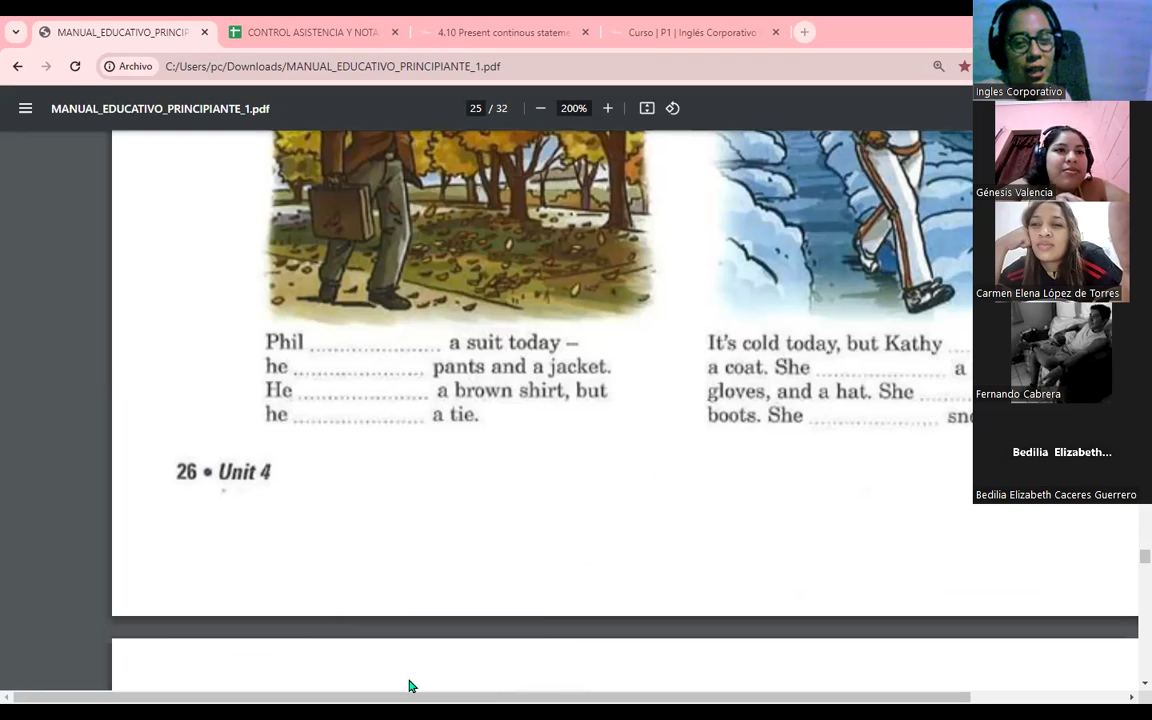 MANUAL_EDUCATIVO_PRINCIP
CONTROL ASISTENCIA Y NOTA
4.10 Present continous stateme
Curso | P1 | Inglés Corporativo
Archivo
C:/Users/pc/Downloads/MANUAL_EDUCATIVO_PRINCIPIANTE_1.pdf
MANUAL_EDUCATIVO_PRINCIPIANTE_1.pdf
25 / 32
200%
Phil ............... a suit today –
he ............... pants and a jacket.
He ............... a brown shirt, but
he ............... a tie.
It's cold today, but Kathy ...
a coat. She ............... a
gloves, and a hat. She ......
boots. She ............... sn
26 • Unit 4
Ingles Corporativo
Génesis Valencia
Carmen Elena López de Torres
Fernando Cabrera
Bedilia Elizabeth...
Bedilia Elizabeth Caceres Guerrero